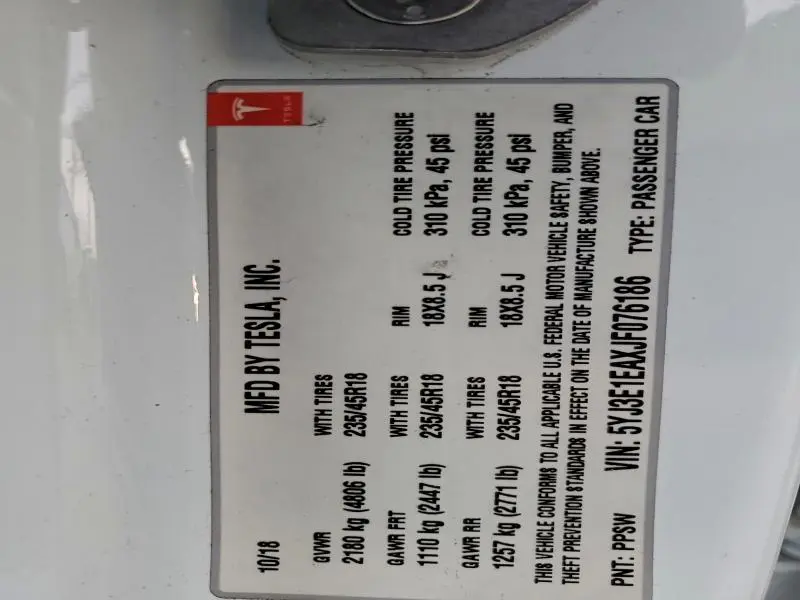 TESLA
10/18 MFD BY TESLA, INC.
GVWR WITH TIRES
2180 kg (4806 lb) 235/45R18
GAWR FRT WITH TIRES RIM COLD TIRE PRESSURE
1110 kg (2447 lb) 235/45R18 18X8.5 J 310 kPa, 45 psi
GAWR RR WITH TIRES RIM COLD TIRE PRESSURE
1257 kg (2771 lb) 235/45R18 18X8.5 J 310 kPa, 45 psi
THIS VEHICLE CONFORMS TO ALL APPLICABLE U.S. FEDERAL MOTOR VEHICLE SAFETY, BUMPER, AND
THEFT PREVENTION STANDARDS IN EFFECT ON THE DATE OF MANUFACTURE SHOWN ABOVE.
PNT: PPSW VIN: 5YJ3E1EAXJF076186 TYPE: PASSENGER CAR